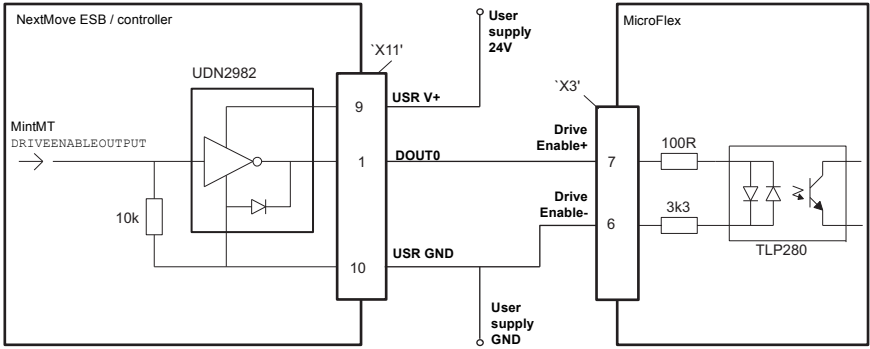 NextMove ESB / controller
User
supply
24V
MicroFlex
`X11'
UDN2982
`X3'
9
USR V+
MintMT
DRIVEENABLEOUTPUT
Drive
Enable+
100R
1
DOUT0
7
Drive
Enable-
3k3
10k
6
TLP280
10
USR GND
User
supply
GND